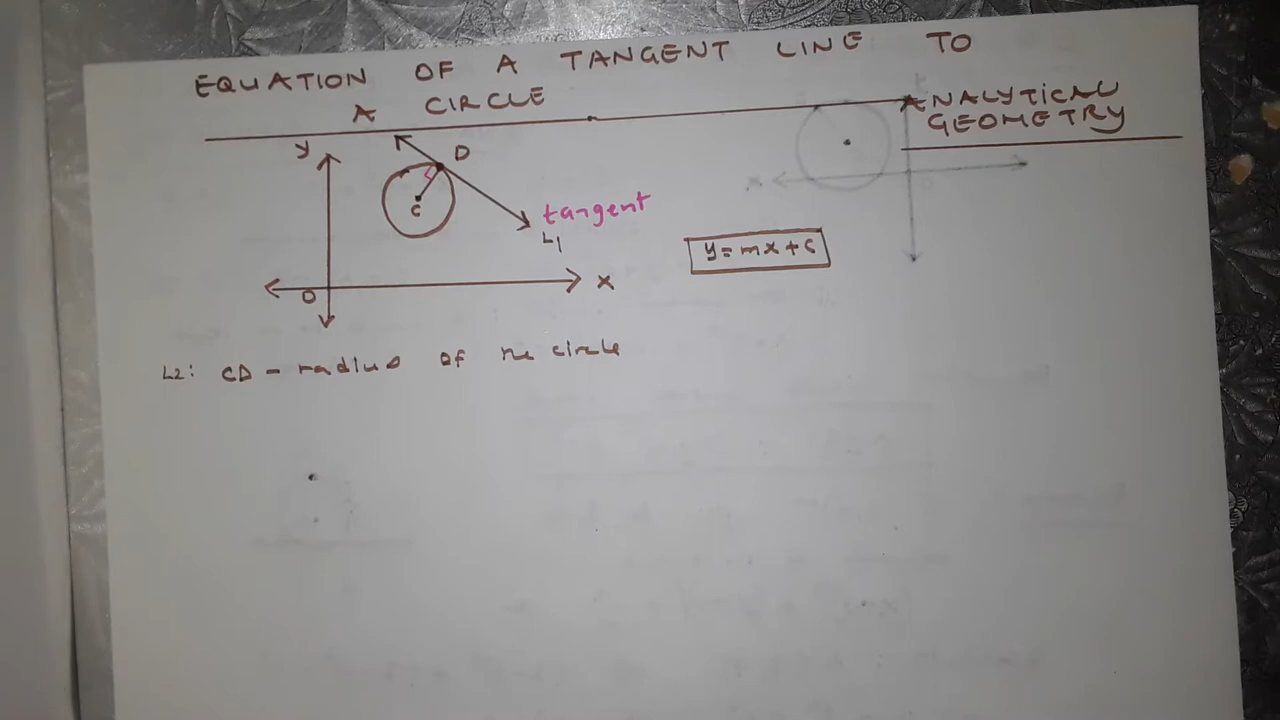 EQUATION OF A TANGENT LINE TO
A CIRCLE
ANALYTICAL
GEOMETRY
y
D
C
tangent
L1
y=mx+c
O
x
L2: CD - radius of the circle